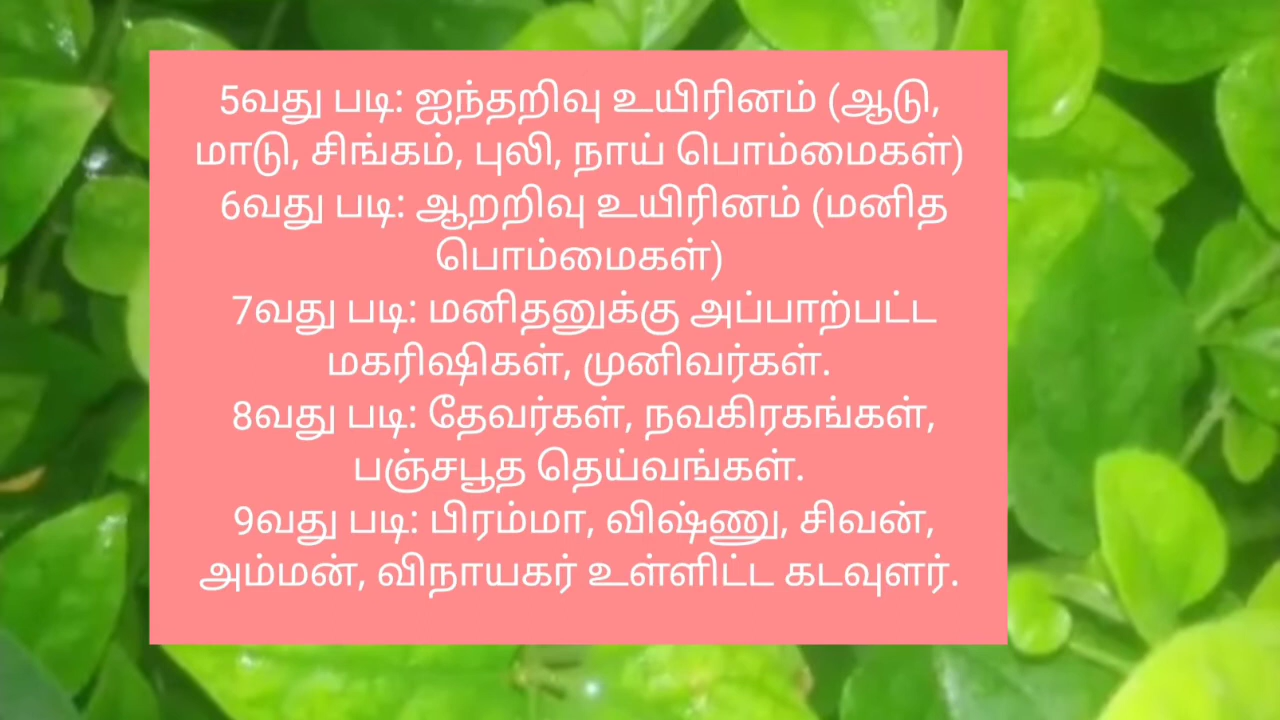 5வது படி: ஐந்தறிவு உயிரினம் (ஆடு,
மாடு, சிங்கம், புலி, நாய் பொம்மைகள்)
6வது படி: ஆறறிவு உயிரினம் (மனித
பொம்மைகள்)
7வது படி: மனிதனுக்கு அப்பாற்பட்ட
மகரிஷிகள், முனிவர்கள்.
8வது படி: தேவர்கள், நவகிரகங்கள்,
பஞ்சபூத தெய்வங்கள்.
9வது படி: பிரம்மா, விஷ்ணு, சிவன்,
அம்மன், விநாயகர் உள்ளிட்ட கடவுளர்.